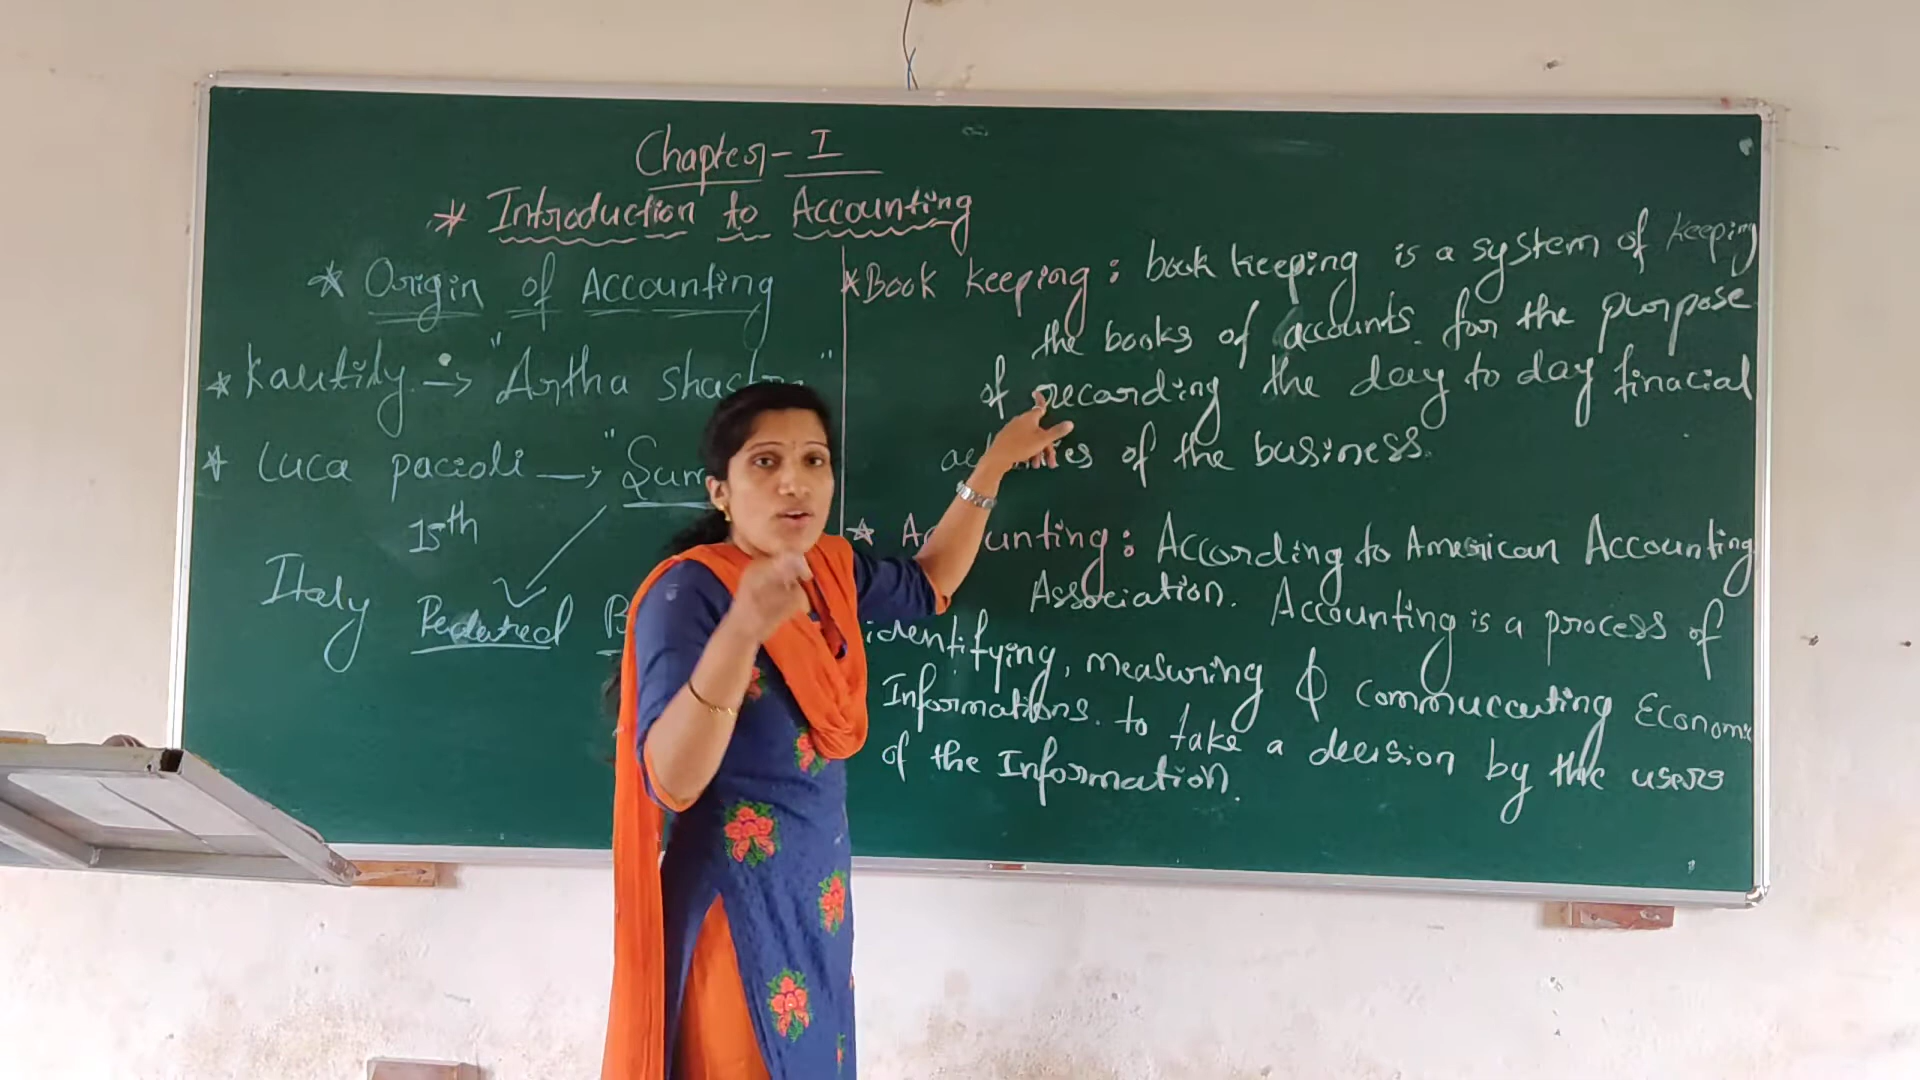 Chapter - I
* Introduction to Accounting
* Origin of Accounting
* Kautily. -> "Artha
* Luca pacioli -> "Sum
15th
Italy
* Book keeping : book keeping is a system of keeping
the books of accounts. for the purpose
of recording the day to day finacial
of the business.
* Accounting : According to American Accounting
Association. Accounting is a process of
identifying, measuring & commuccating Economic
Informations. to take a decision by the users
of the Information.